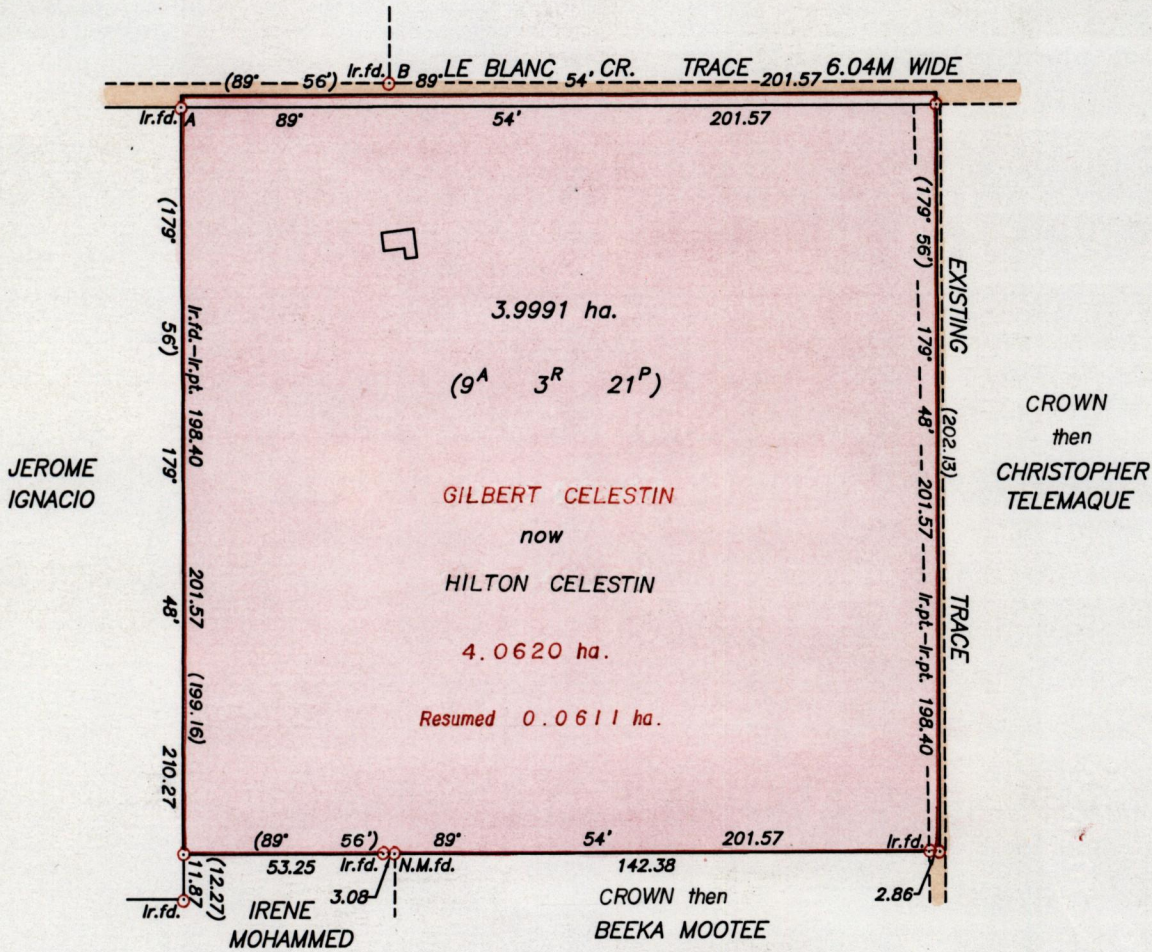 (89° 56') Ir.fd. B 89° LE BLANC 54' CR. TRACE 201.57 6.04M WIDE
Ir.fd. A 89° 54' 201.57
(179° 56') 179° 48' 201.57 Ir.pt.-Ir.pt. 198.40
EXISTING (202.13) TRACE
(179° 56') 179° 201.57 48' (199.16) 210.27
Ir.fd.-Ir.pt. 198.40
3.9991 ha.
(9A 3R 21P)
CROWN
then
CHRISTOPHER
TELEMAQUE
JEROME
IGNACIO
GILBERT CELESTIN
now
HILTON CELESTIN
4.0620 ha.
Resumed 0.0611 ha.
(89° 56') 89° 54' 201.57 Ir.fd.
53.25 Ir.fd. N.M.fd. 142.38
3.08 2.86
(12.27)
11.87
Ir.fd.
IRENE
MOHAMMED
CROWN then
BEEKA MOOTEE